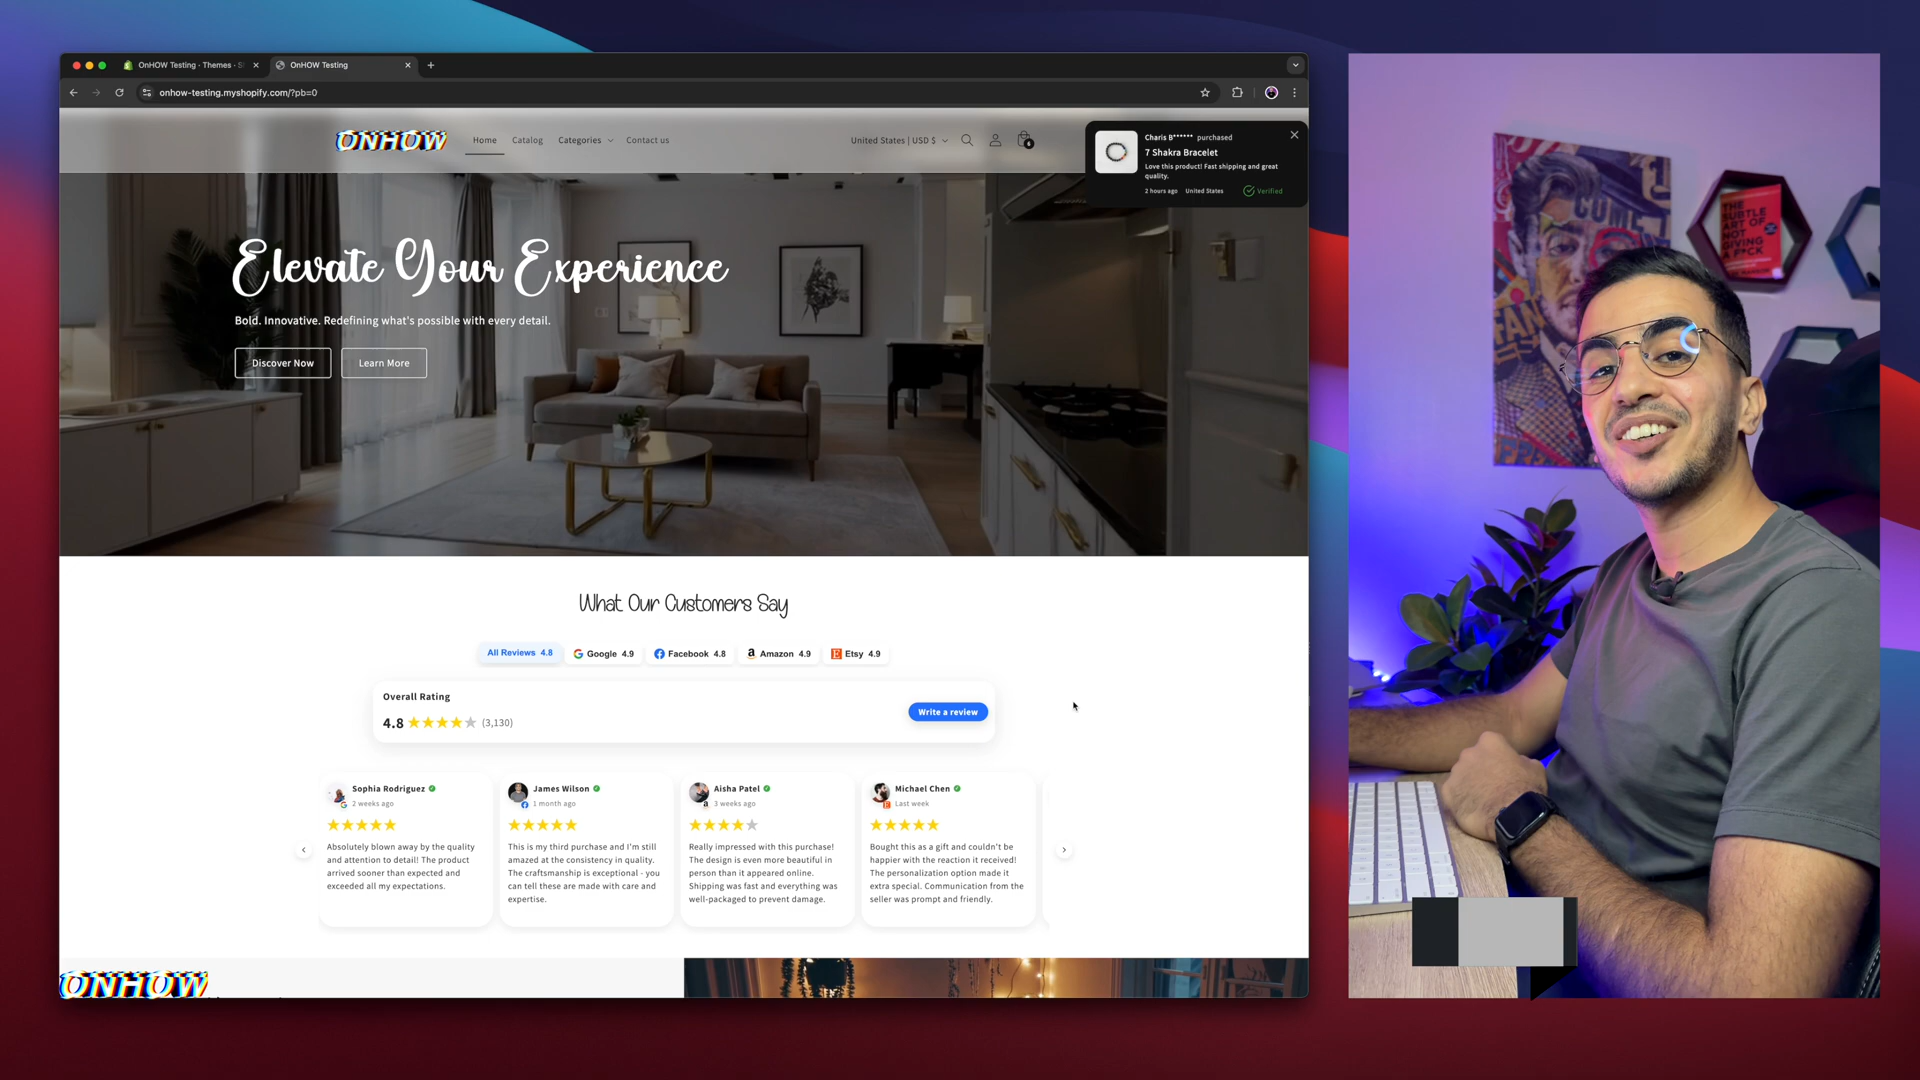 OnHOW Testing · Themes · S
OnHOW Testing
onhow-testing.myshopify.com/?pb=0
ONHOW
Home
Catalog
Categories
Contact us
United States | USD $
6
Charis B****** purchased
7 Shakra Bracelet
Love this product! Fast shipping and great
quality.
2 hours ago United States Verified
Elevate Your Experience
Bold. Innovative. Redefining what's possible with every detail.
Discover Now
Learn More
What Our Customers Say
All Reviews 4.8
Google 4.9
Facebook 4.8
Amazon 4.9
Etsy 4.9
Overall Rating
4.8 (3,130)
Write a review
Sophia Rodriguez
2 weeks ago
Absolutely blown away by the quality
and attention to detail! The product
arrived sooner than expected and
exceeded all my expectations.
James Wilson
1 month ago
This is my third purchase and I'm still
amazed at the consistency in quality.
The craftsmanship is exceptional - you
can tell these are made with care and
expertise.
Aisha Patel
3 weeks ago
Really impressed with this purchase!
The design is even more beautiful in
person than it appeared online.
Shipping was fast and everything was
well-packaged to prevent damage.
Michael Chen
Last week
Bought this as a gift and couldn't be
happier with the reaction it received!
The personalization option made it
extra special. Communication from the
seller was prompt and friendly.
ONHOW
COME
FAN
THE
SUBTLE
ART OF
NOT
GIVING
A F*CK